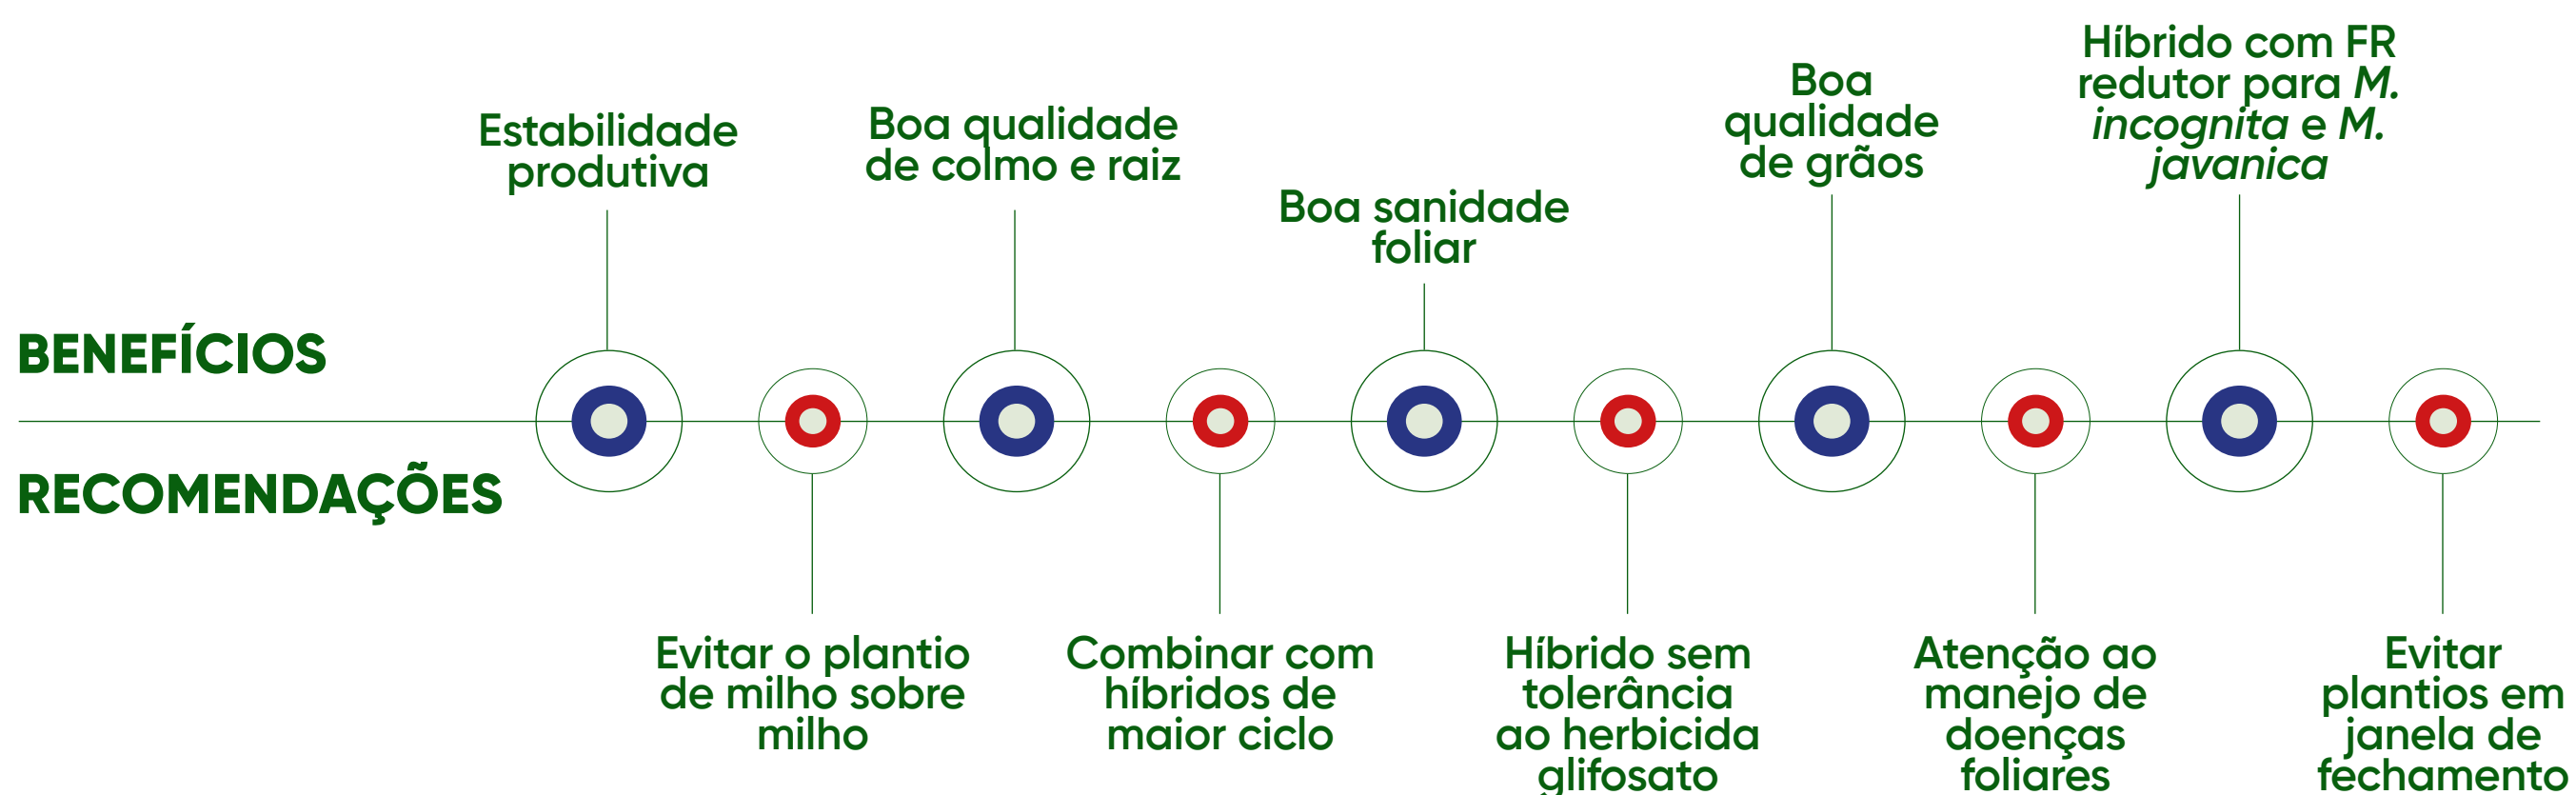 BENEFÍCIOS
Estabilidade
produtiva
Boa qualidade
de colmo e raiz
Boa sanidade
foliar
Boa
qualidade
de grãos
Híbrido com FR
redutor para M.
incognita e M.
javanica
RECOMENDAÇÕES
Evitar o plantio
de milho sobre
milho
Combinar com
híbridos de
maior ciclo
Híbrido sem
tolerância
ao herbicida
glifosato
Atenção ao
manejo de
doenças
foliares
Evitar
plantios em
janela de
fechamento